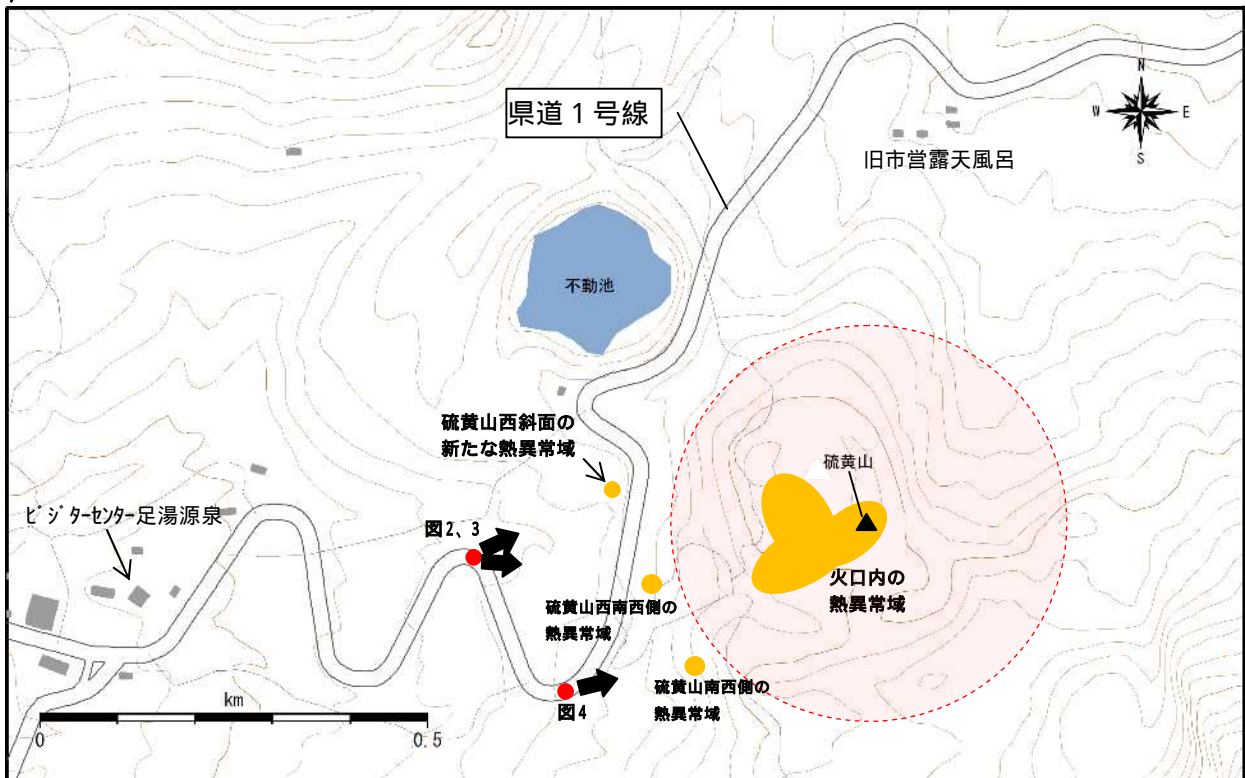 県道1号線
N
W
E
S
旧市営露天風呂
不動池
硫黄山西斜面の
新たな熱異常域
硫黄山
ﾋﾞｼﾞﾀｰｾﾝﾀｰ足湯源泉
図2、3
火口内の
熱異常域
硫黄山西南西側の
熱異常域
硫黄山南西側の
熱異常域
図4
km
0
0.5